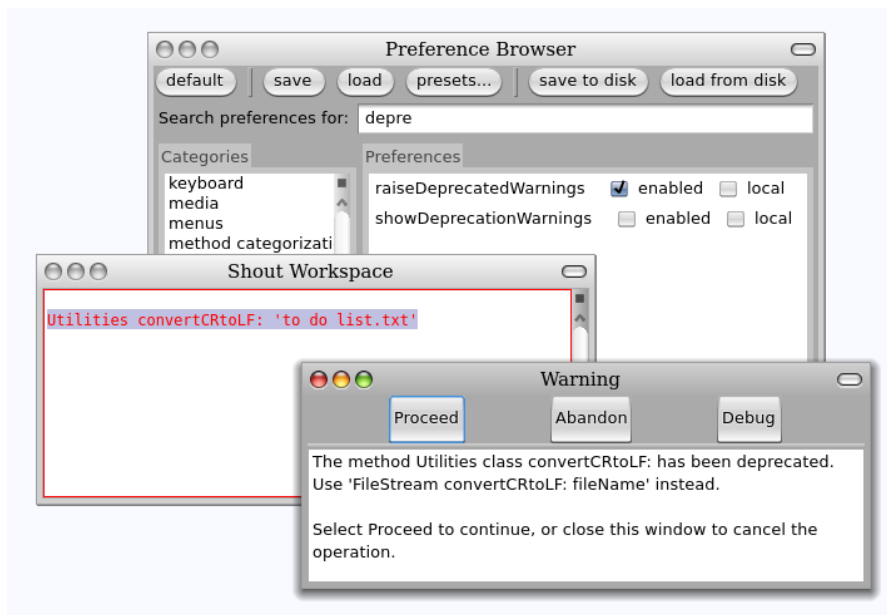 Preference Browser
default save load presets... save to disk load from disk
Search preferences for: depre
Categories Preferences
keyboard
media
menus
method categorizati
raiseDeprecatedWarnings enabled local
showDeprecationWarnings enabled local
Shout Workspace
Utilities convertCRtoLF: 'to do list.txt'
Warning
Proceed Abandon Debug
The method Utilities class convertCRtoLF: has been deprecated.
Use 'FileStream convertCRtoLF: fileName' instead.
Select Proceed to continue, or close this window to cancel the
operation.